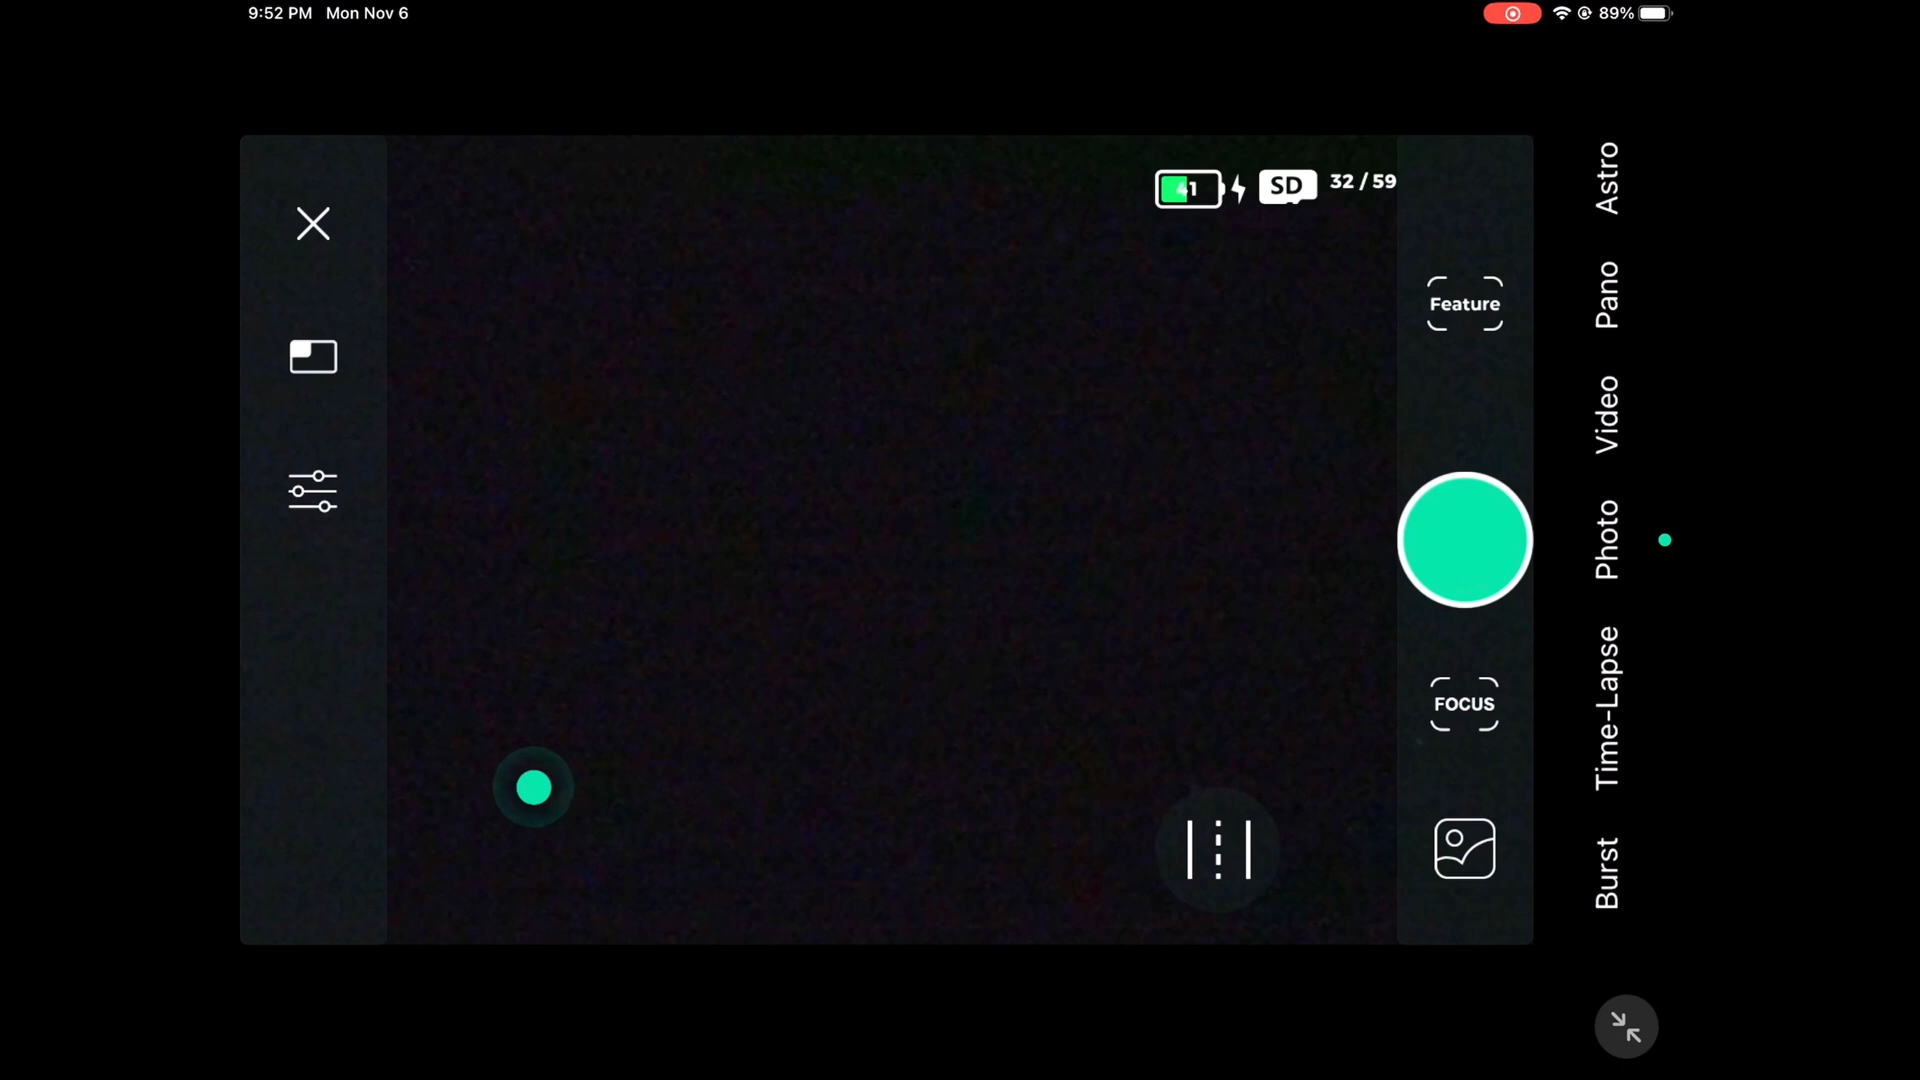 9:52 PM Mon Nov 6
89%
41
SD
32 / 59
Feature
FOCUS
Astro
Pano
Video
Photo
Time-Lapse
Burst